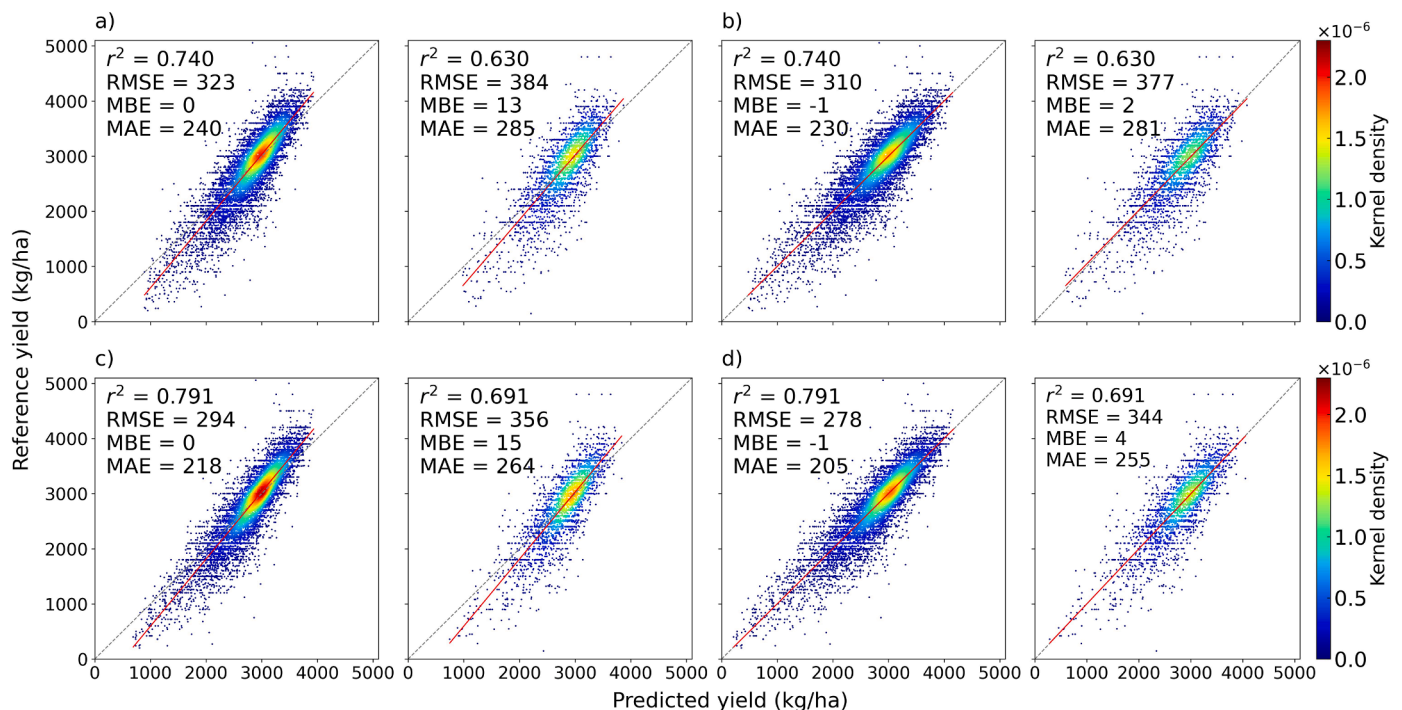 a)
b)
×10⁻⁶
r² = 0.740
RMSE = 323
MBE = 0
MAE = 240
r² = 0.630
RMSE = 384
MBE = 13
MAE = 285
r² = 0.740
RMSE = 310
MBE = -1
MAE = 230
r² = 0.630
RMSE = 377
MBE = 2
MAE = 281
5000
4000
3000
2000
1000
0
2.0
1.5
1.0
0.5
0.0
Kernel density
Reference yield (kg/ha)
c)
d)
×10⁻⁶
r² = 0.791
RMSE = 294
MBE = 0
MAE = 218
r² = 0.691
RMSE = 356
MBE = 15
MAE = 264
r² = 0.791
RMSE = 278
MBE = -1
MAE = 205
r² = 0.691
RMSE = 344
MBE = 4
MAE = 255
5000
4000
3000
2000
1000
0
2.0
1.5
1.0
0.5
0.0
Kernel density
0 1000 2000 3000 4000 5000
0 1000 2000 3000 4000 5000
0 1000 2000 3000 4000 5000
0 1000 2000 3000 4000 5000
Predicted yield (kg/ha)